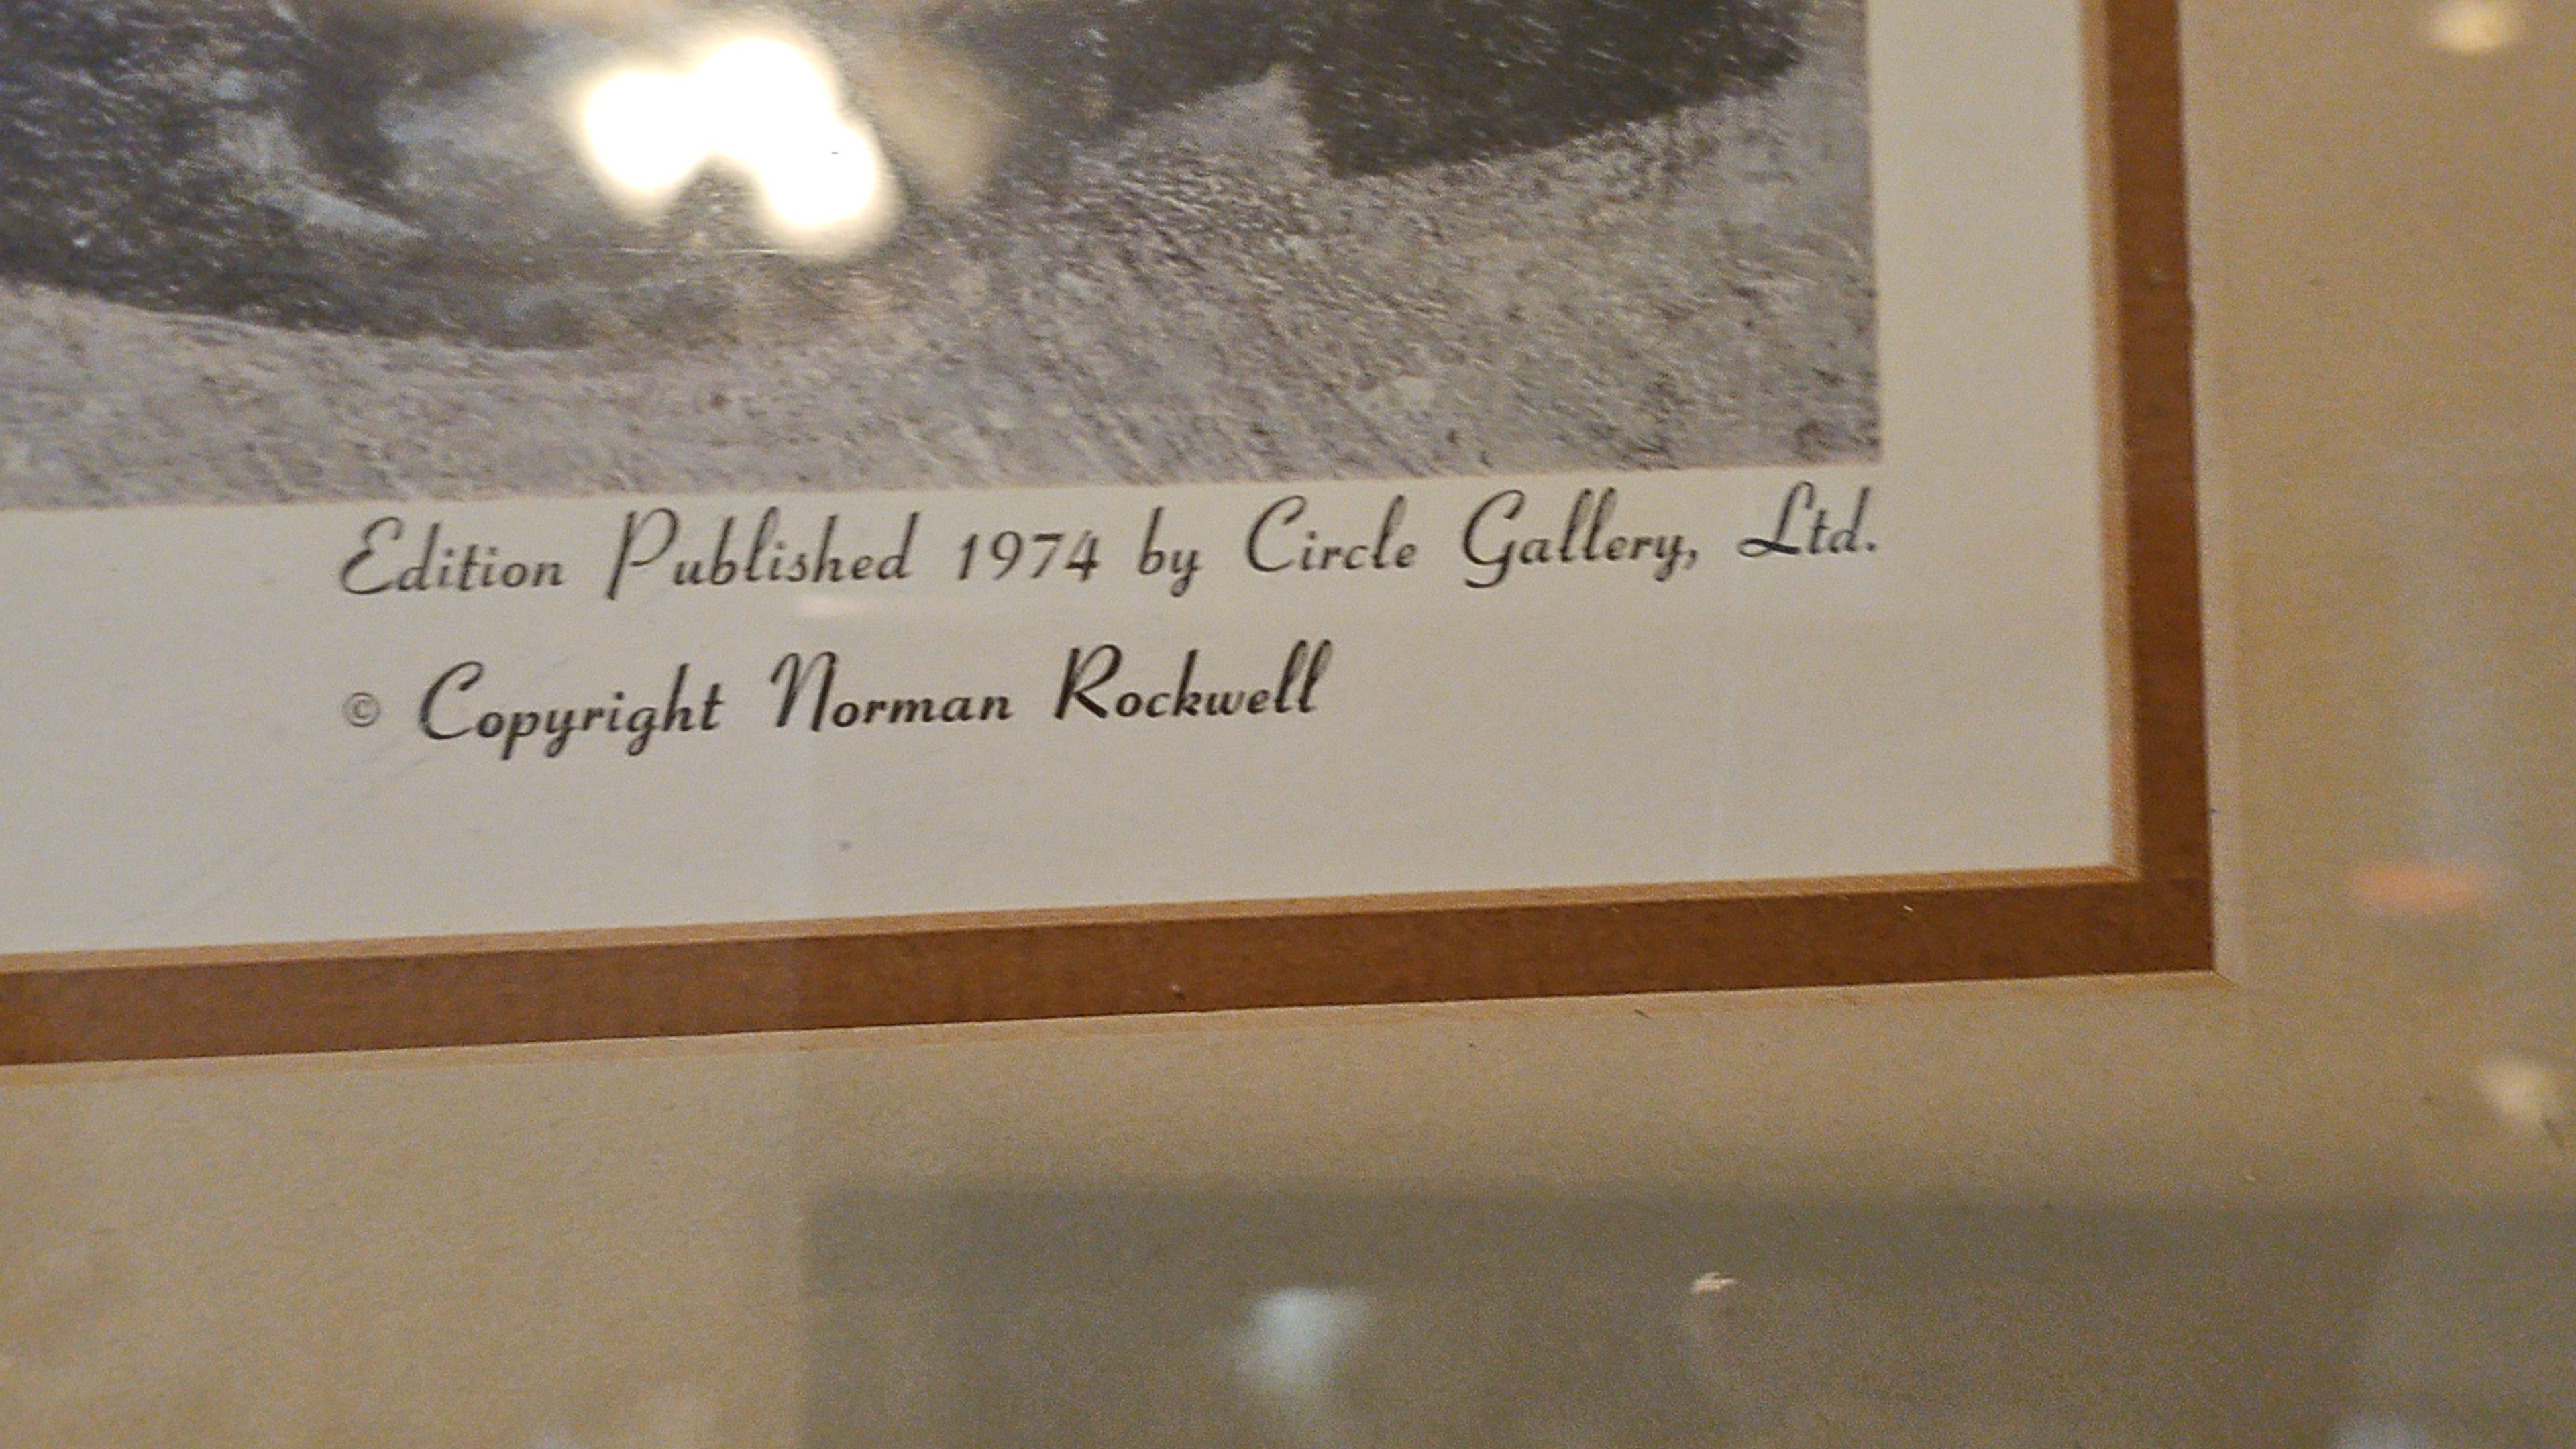 Edition Published 1974 by Circle Gallery, Ltd.
© Copyright Norman Rockwell